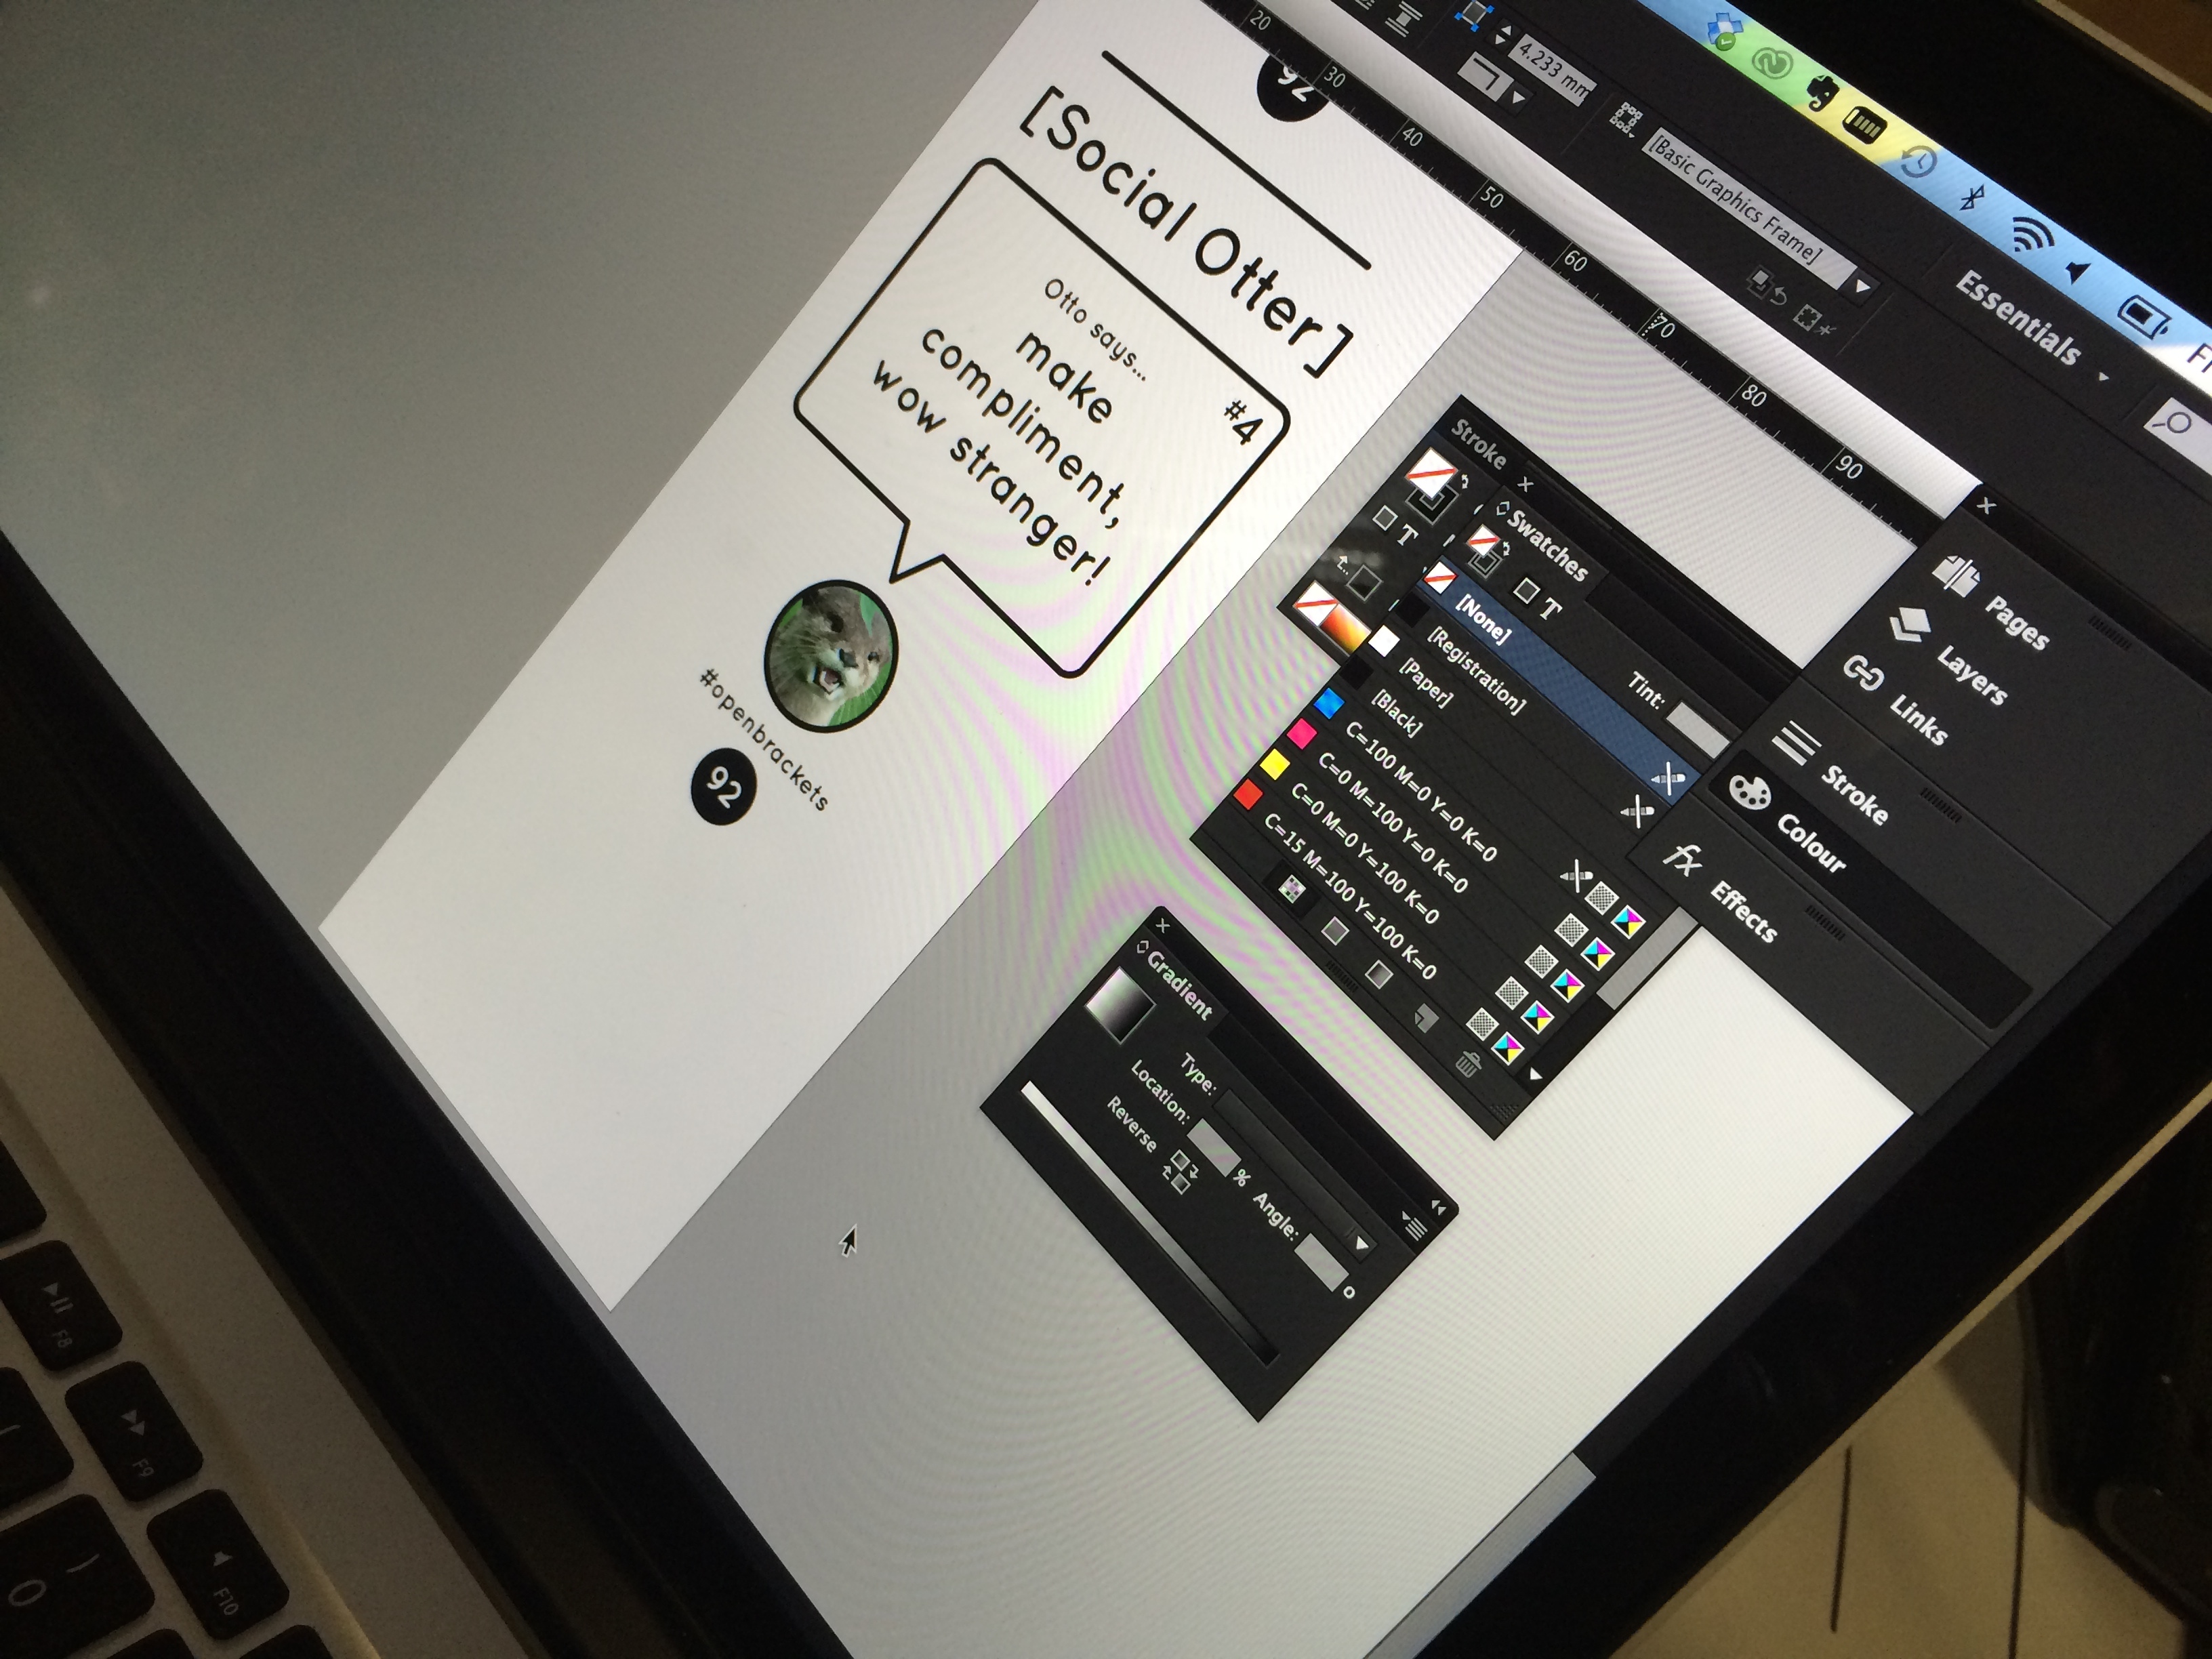 4.233 mm
[Basic Graphics Frame]
Essentials
20
30
40
50
60
70
80
90
92
[Social Otter]
#4
Otto says...
make
compliment,
wow stranger!
#openbrackets
92
Stroke
Swatches
T
T
Tint:
[None]
[Registration]
[Paper]
[Black]
C=100 M=0 Y=0 K=0
C=0 M=100 Y=0 K=0
C=0 M=0 Y=100 K=0
C=15 M=100 Y=100 K=0
Pages
Layers
Links
Stroke
Colour
fx Effects
Gradient
Type:
Location: % Angle: °
Reverse
F8
F9
F10
)
0